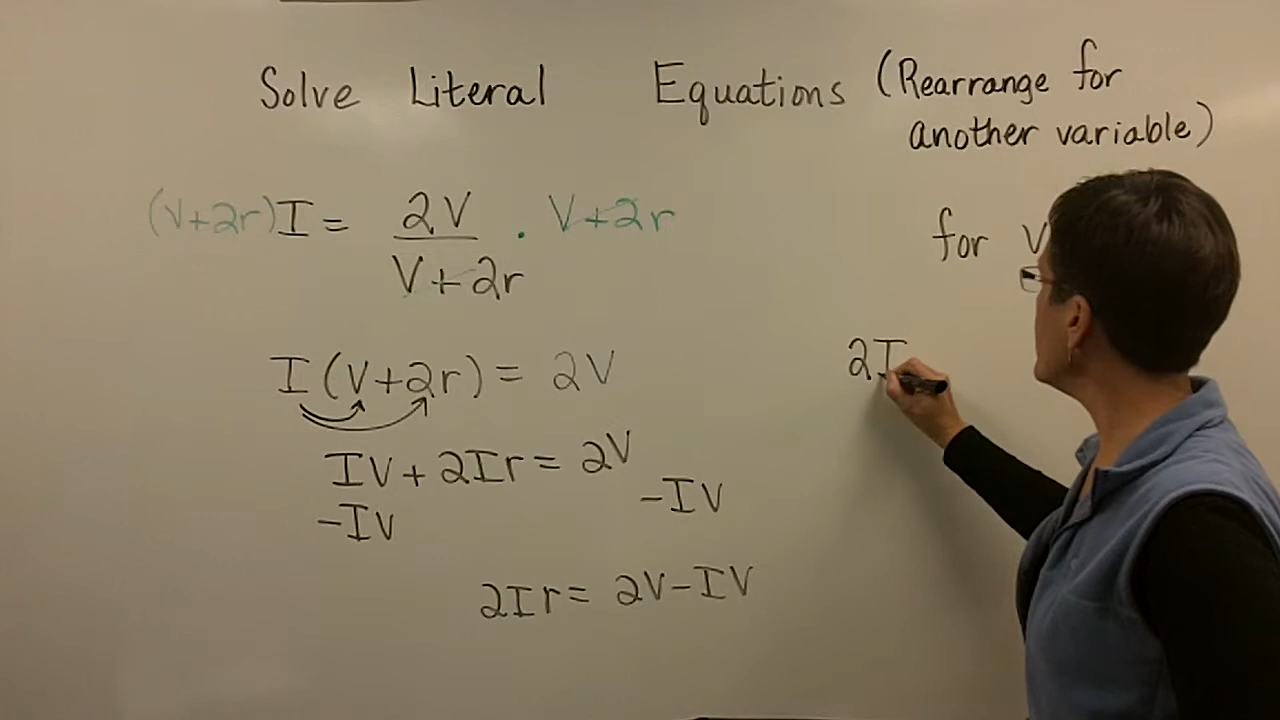 Solve Literal Equations (Rearrange for
another variable)
(V+2r)I = 2V/V+2r · V+2r
for V
I(V+2r) = 2V
2I
IV + 2Ir = 2V
-IV -IV
2Ir = 2V-IV